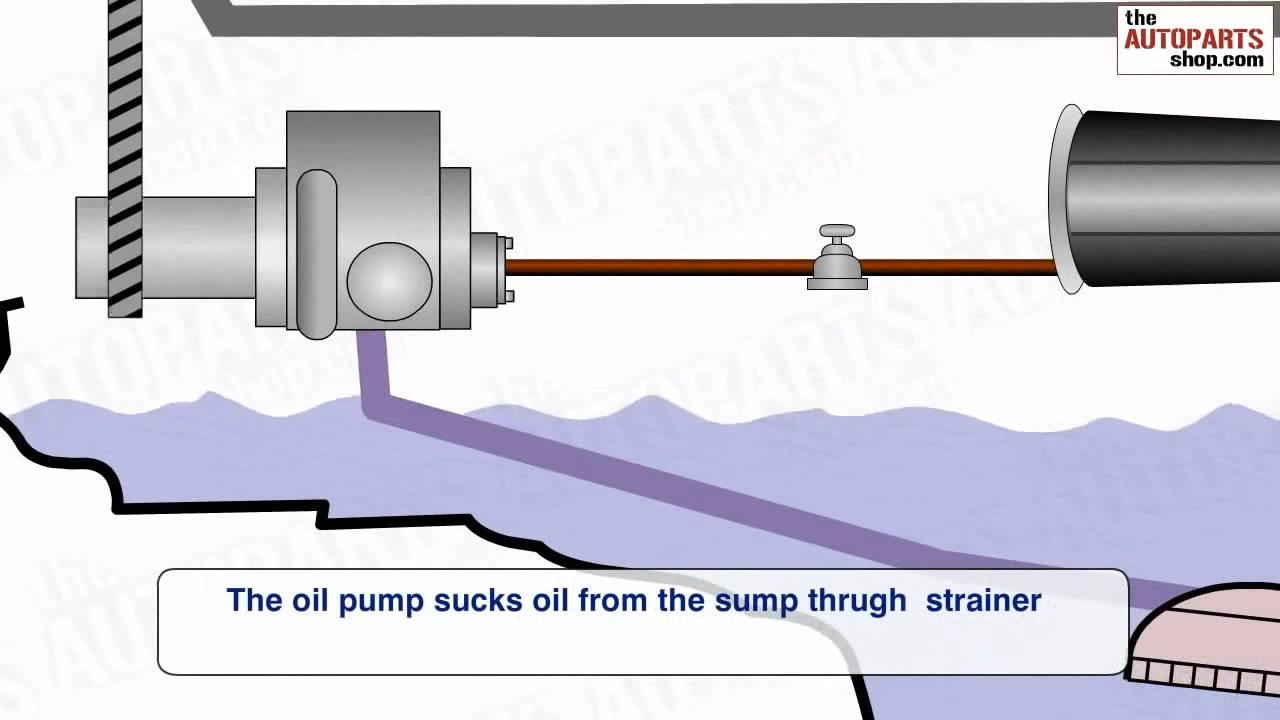 the
AUTOPARTS
shop.com
The oil pump sucks oil from the sump thrugh  strainer